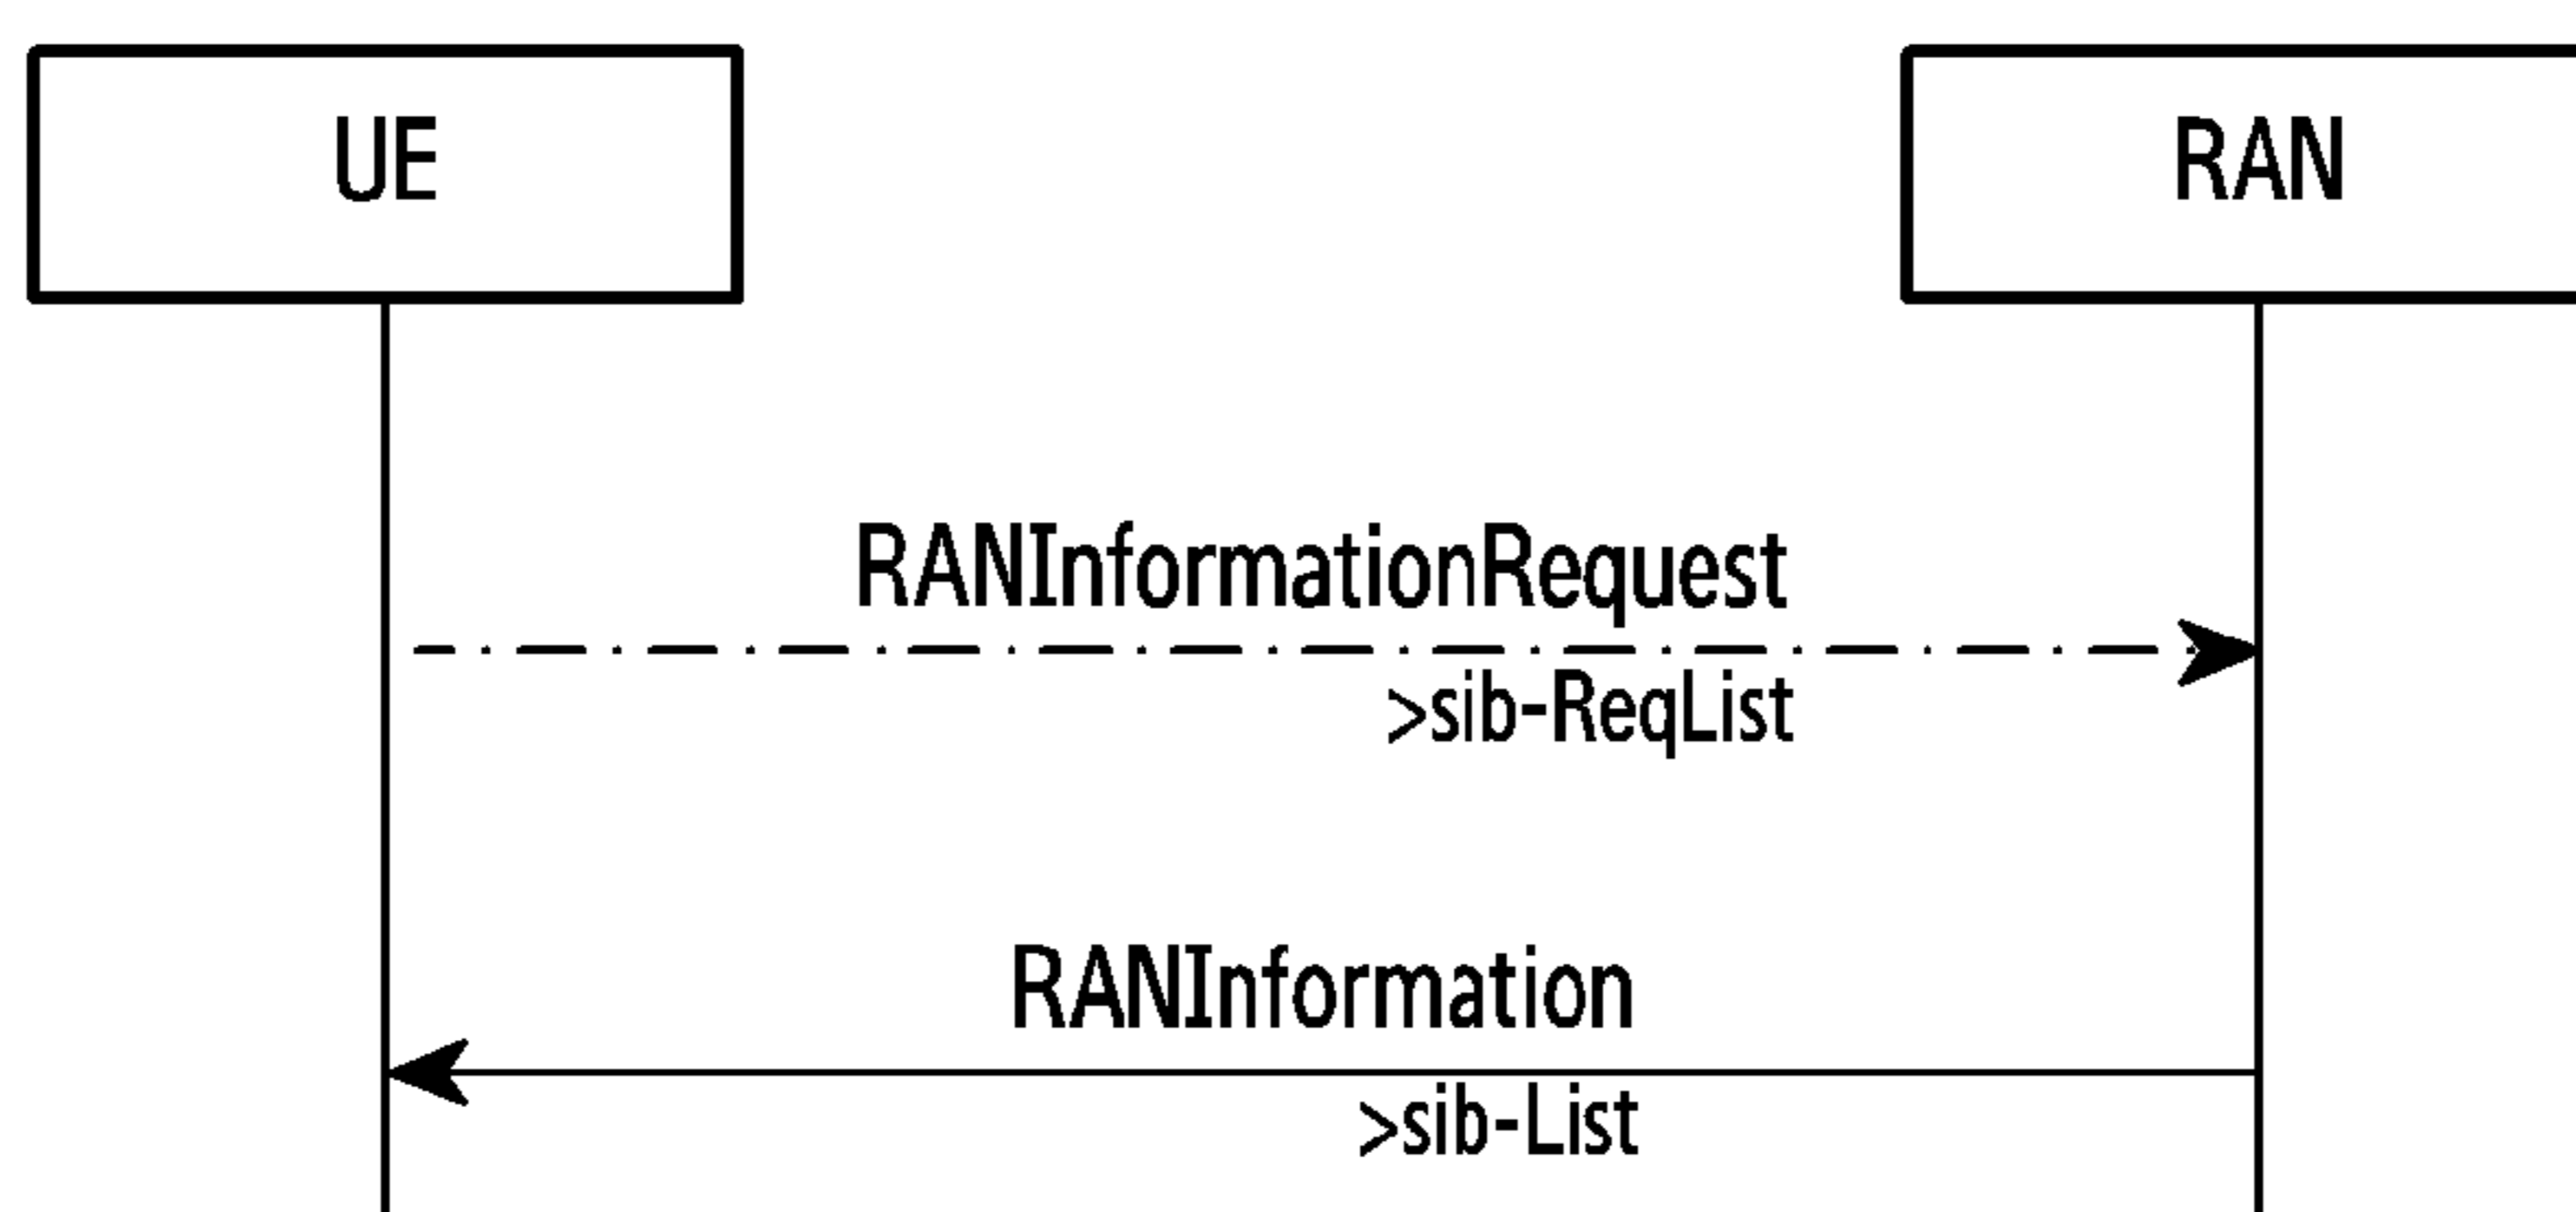 UE
RAN
RANInformationRequest
>sib-ReqList
RANInformation
>sib-List